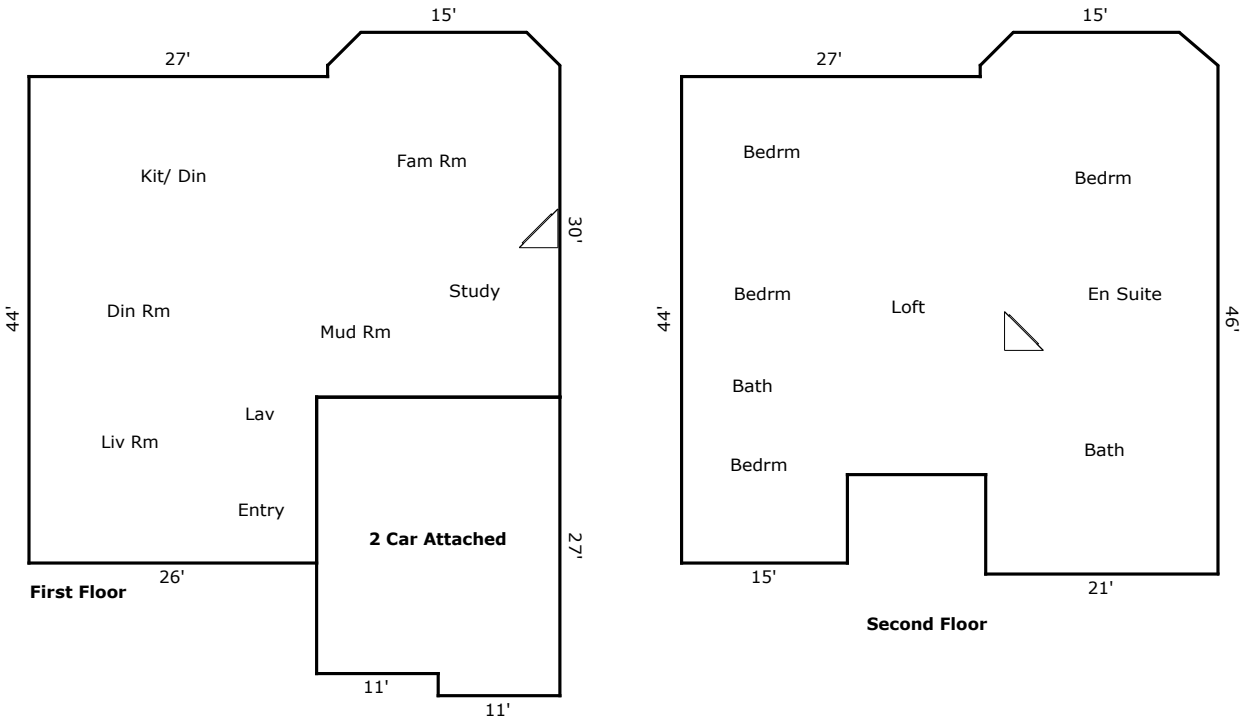 15'
27'
Fam Rm
Kit/ Din
30'
Study
44'
Din Rm
Mud Rm
Lav
Liv Rm
Entry
2 Car Attached
27'
26'
First Floor
11'
11'
15'
27'
Bedrm
Bedrm
Bedrm
En Suite
Loft
44'
46'
Bath
Bath
Bedrm
15'
21'
Second Floor